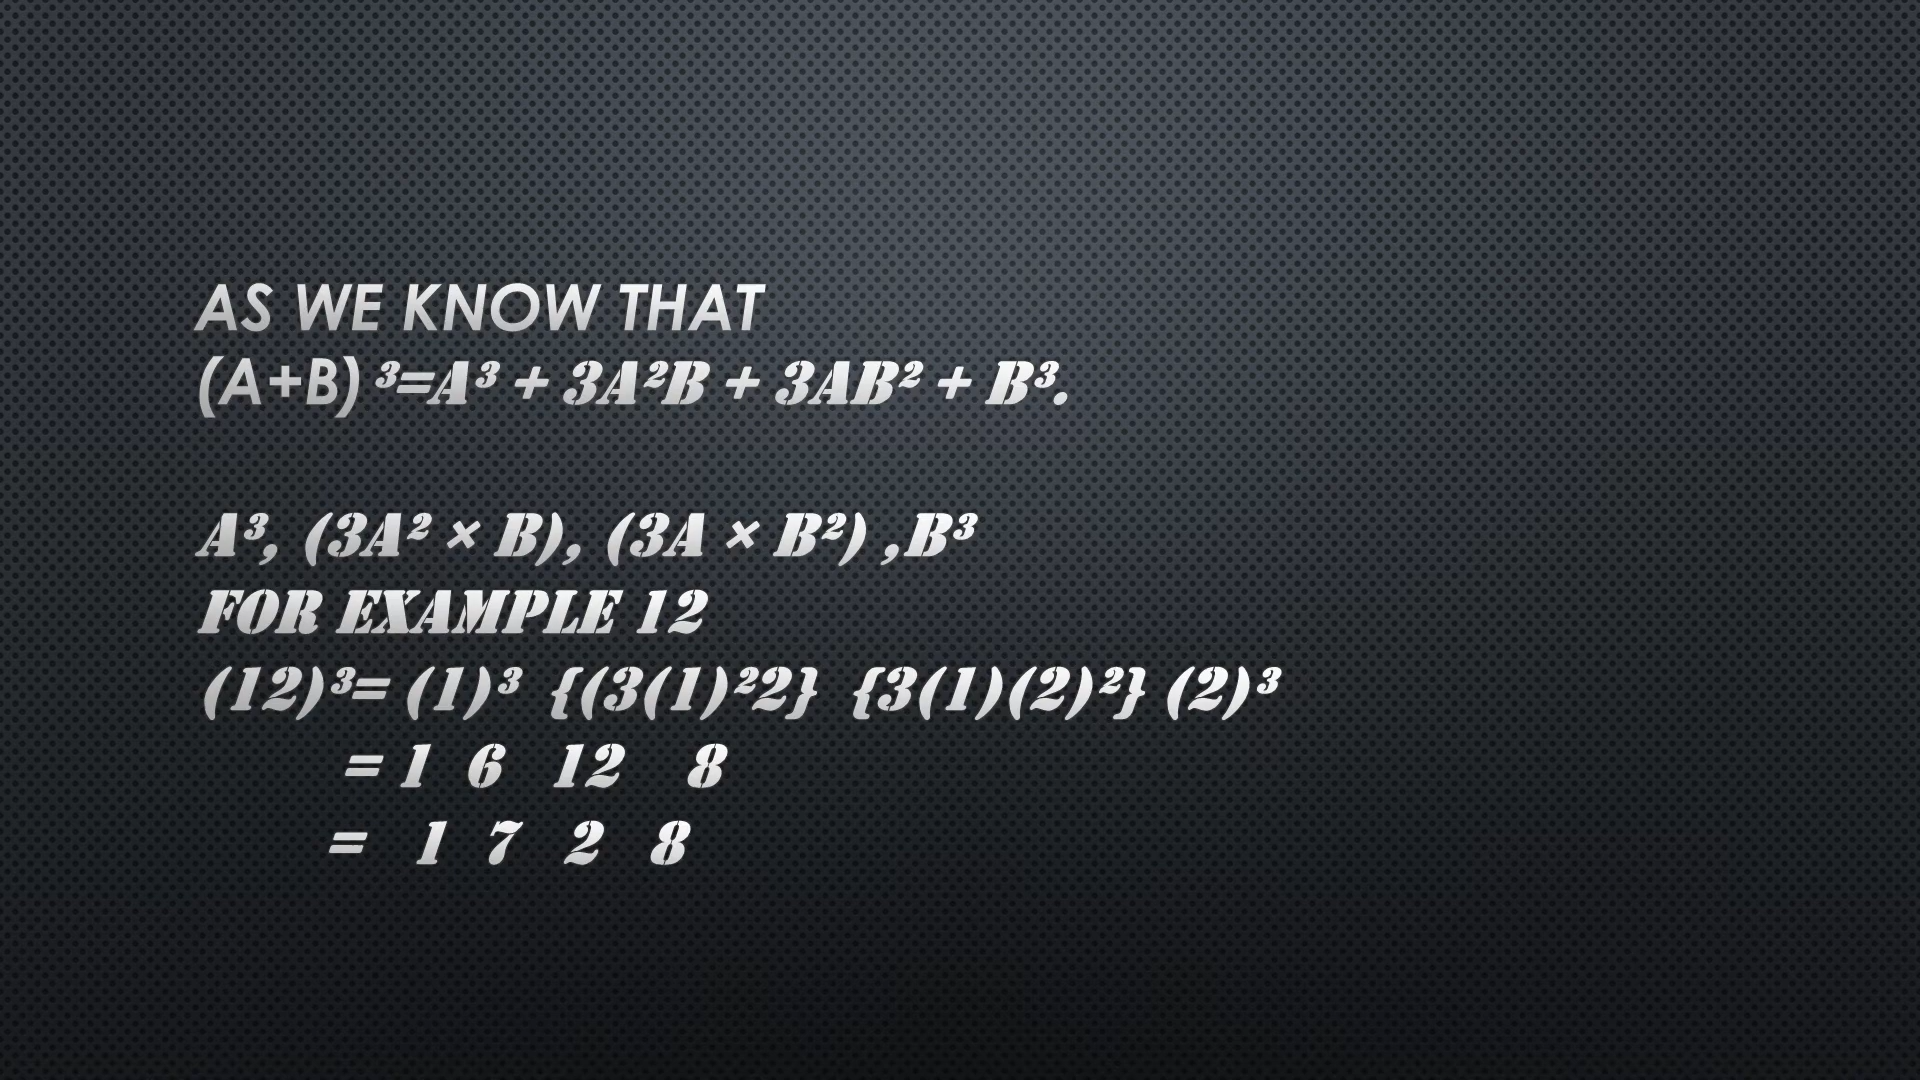 AS WE KNOW THAT
(A+B) ³=A³ + 3A²B + 3AB² + B³.
A³, (3A² × B), (3A × B²) ,B³
FOR EXAMPLE 12
(12)³= (1)³ {(3(1)²2} {3(1)(2)²} (2)³
= 1 6 12 8
= 1 7 2 8